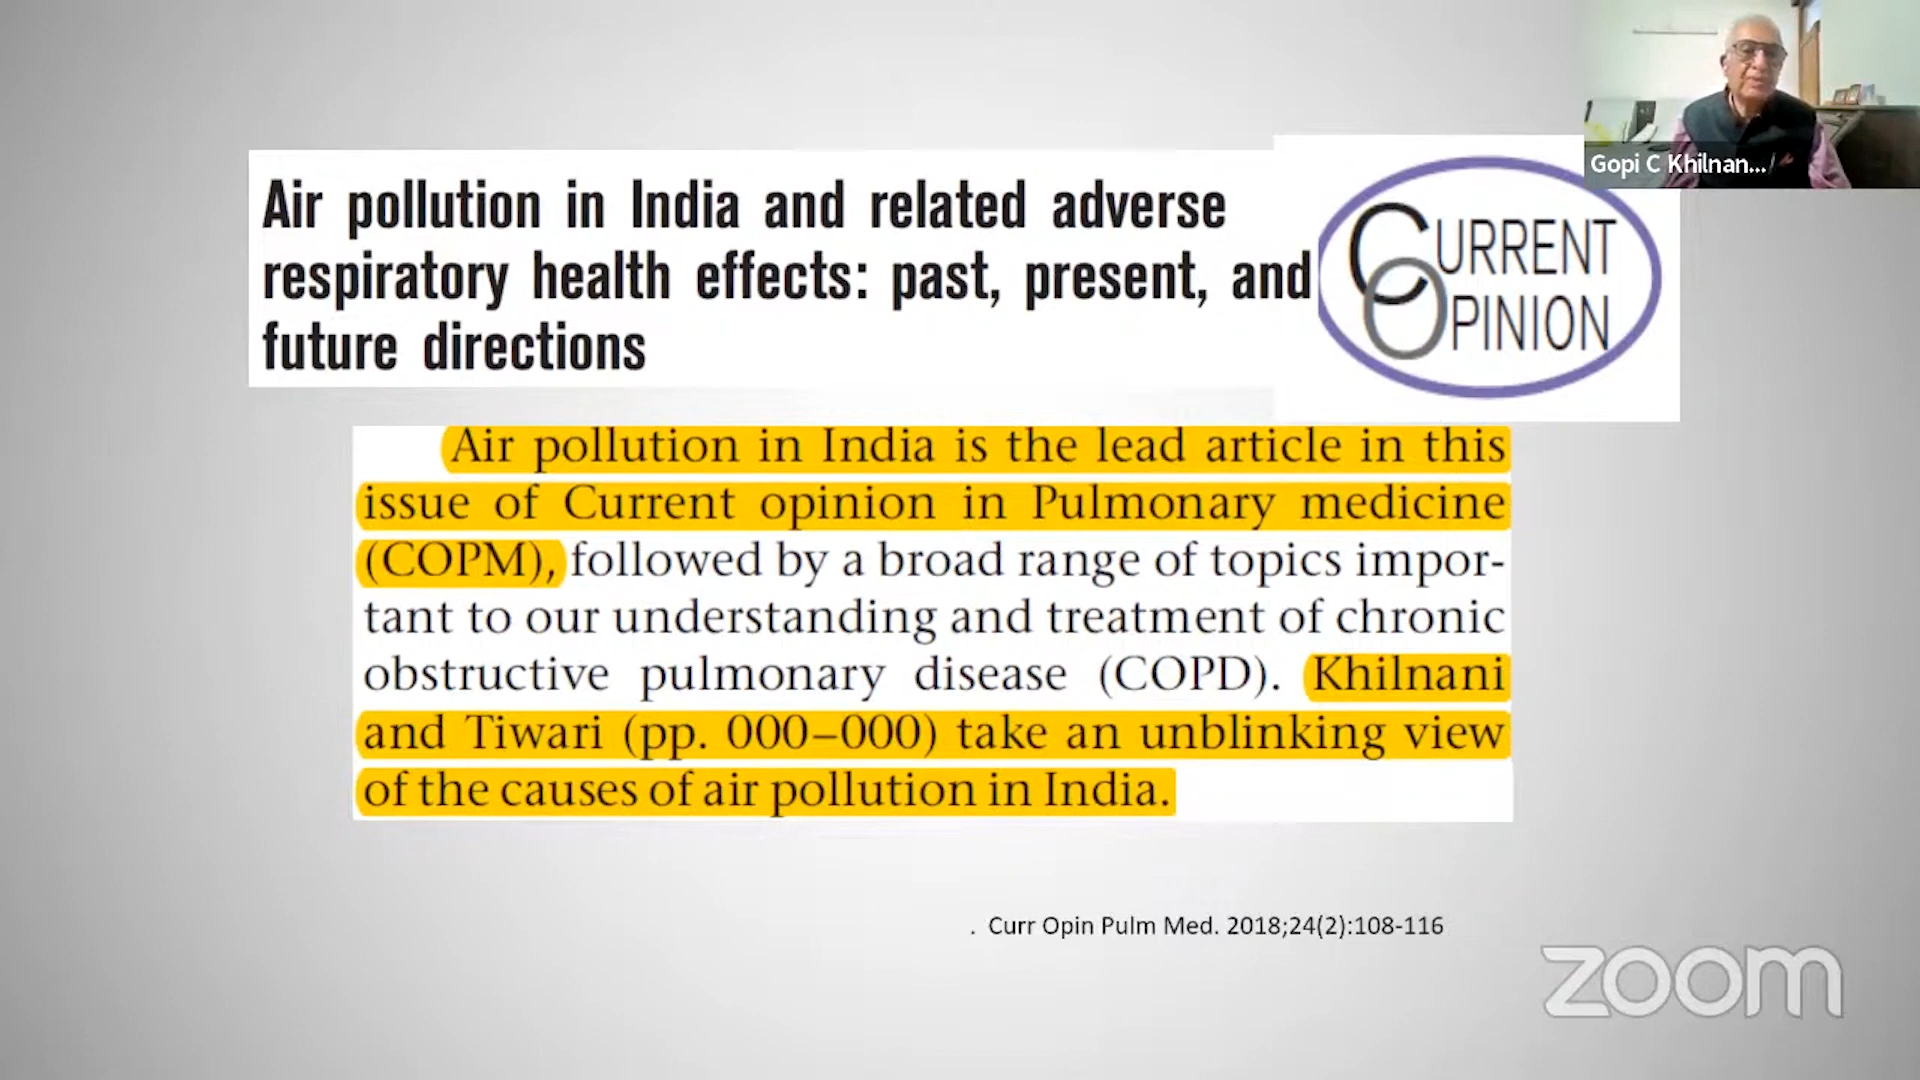 Gopi C Khilnan...
Air pollution in India and related adverse
respiratory health effects: past, present, and
future directions
CURRENT
OPINION
Air pollution in India is the lead article in this
issue of Current opinion in Pulmonary medicine
(COPM), followed by a broad range of topics impor-
tant to our understanding and treatment of chronic
obstructive pulmonary disease (COPD). Khilnani
and Tiwari (pp. 000–000) take an unblinking view
of the causes of air pollution in India.
. Curr Opin Pulm Med. 2018;24(2):108-116
zoom